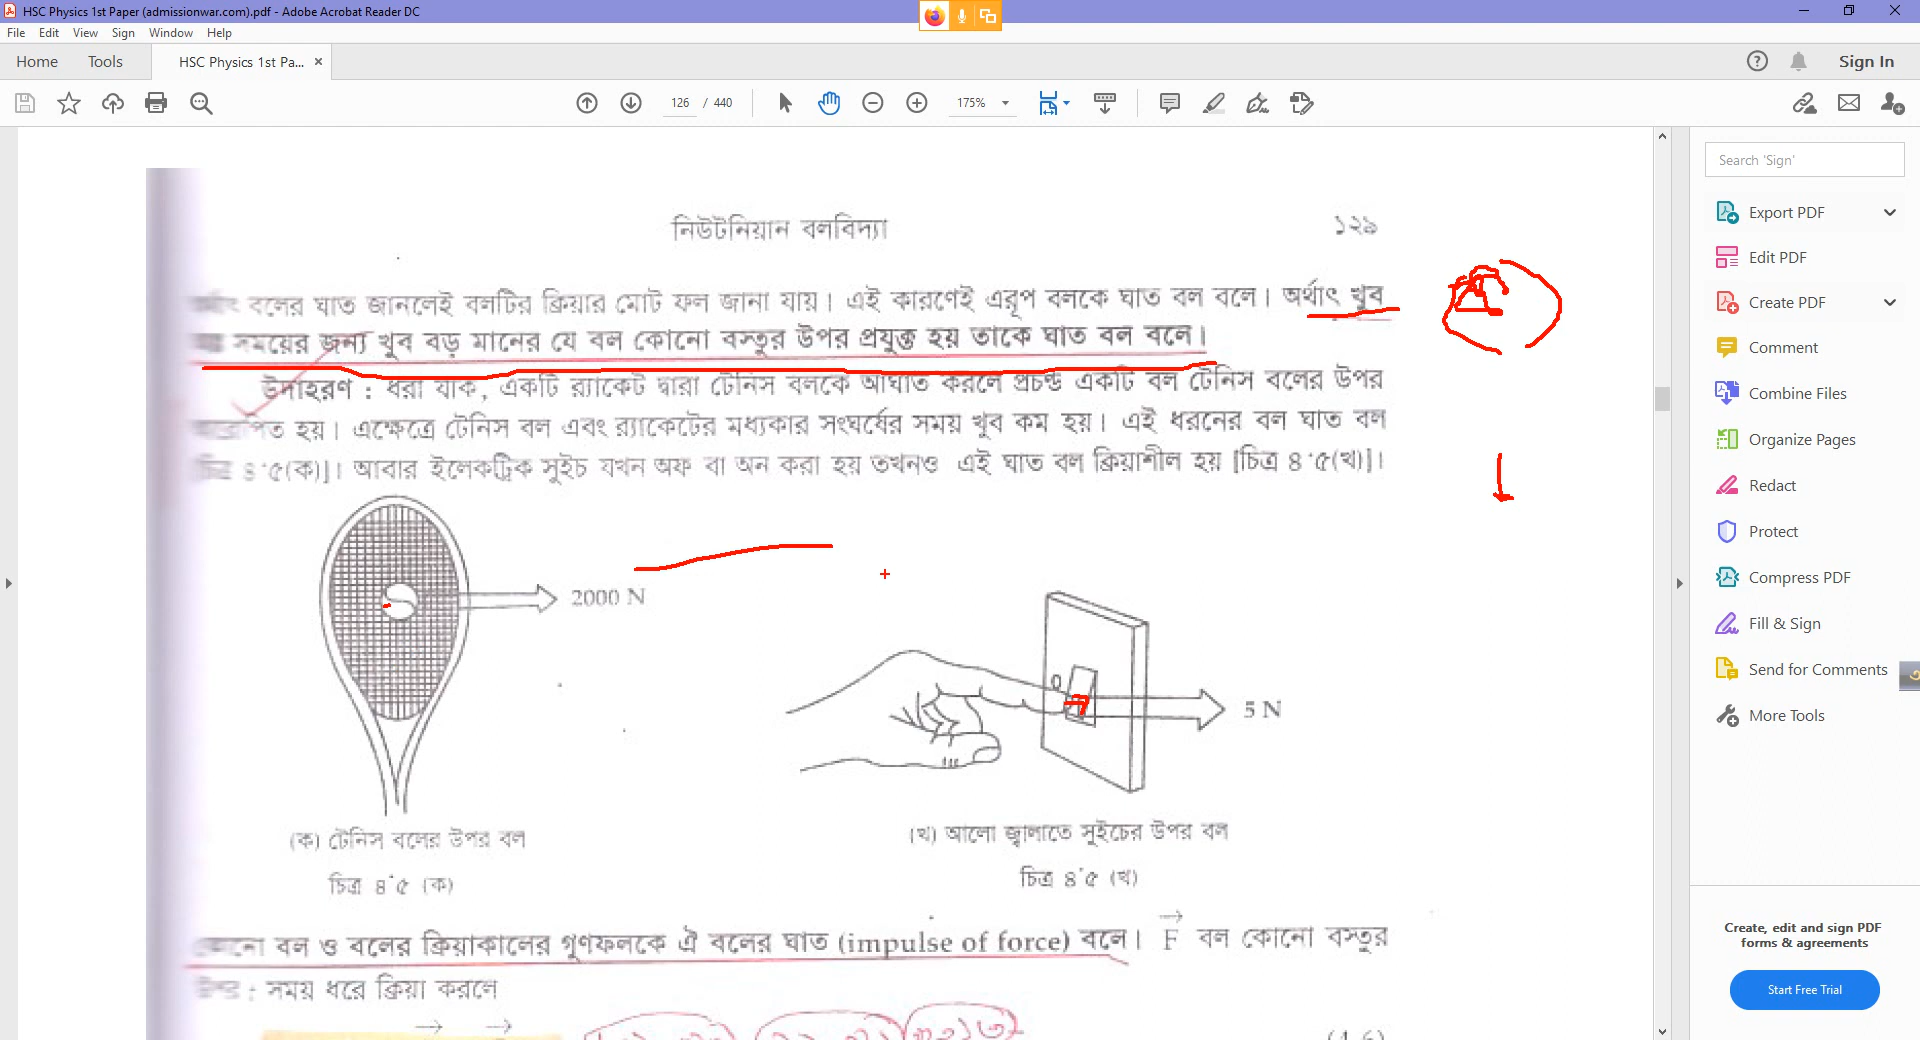 HSC Physics 1st Paper (admissionwar.com).pdf - Adobe Acrobat Reader DC
File Edit View Sign Window Help
Home Tools HSC Physics 1st Pa... × Sign In
126 / 440 175%
Search 'Sign'
Export PDF
Edit PDF
Create PDF
Comment
Combine Files
Organize Pages
Redact
Protect
Compress PDF
Fill & Sign
Send for Comments
More Tools
Create, edit and sign PDF
forms & agreements
Start Free Trial
নিউটনিয়ান বলবিদ্যা ১২৯
বলের ঘাত জানলেই বলটির ক্রিয়ার মোট ফল জানা যায়। এই কারণেই এরূপ বলকে ঘাত বল বলে। অর্থাৎ খুব
সময়ের জন্য খুব বড় মানের যে বল কোনো বস্তুর উপর প্রযুক্ত হয় তাকে ঘাত বল বলে।
উদাহরণ : ধরা যাক, একটি র‍্যাকেট দ্বারা টেনিস বলকে আঘাত করলে প্রচন্ড একটি বল টেনিস বলের উপর
হয়। এক্ষেত্রে টেনিস বল এবং র‍্যাকেটের মধ্যকার সংঘর্ষের সময় খুব কম হয়। এই ধরনের বল ঘাত বল
৪·৫(ক)]। আবার ইলেকট্রিক সুইচ যখন অফ বা অন করা হয় তখনও এই ঘাত বল ক্রিয়াশীল হয় [চিত্র ৪·৫(খ)]।
2000 N
5 N
(ক) টেনিস বলের উপর বল
(খ) আলো জ্বালাতে সুইচের উপর বল
চিত্র ৪·৫ (ক)
চিত্র ৪·৫ (খ)
কোনো বল ও বলের ক্রিয়াকালের গুণফলকে ঐ বলের ঘাত (impulse of force) বলে। F বল কোনো বস্তুর
সময় ধরে ক্রিয়া করলে